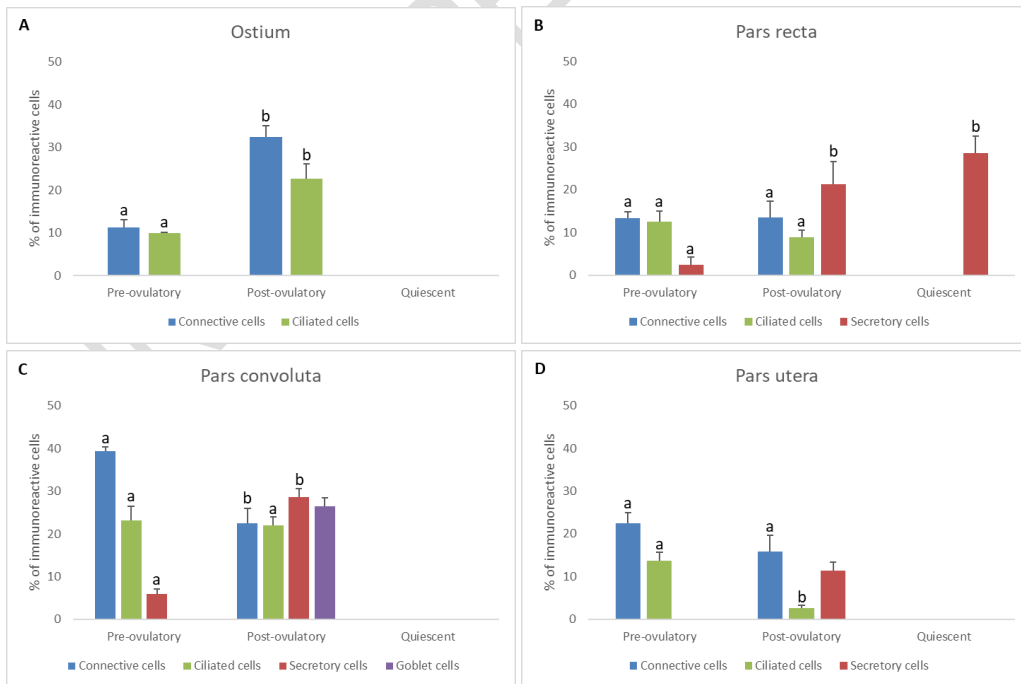 A
Ostium
% of immunoreactive cells
50
40
30
20
10
0
a
a
b
b
Pre-ovulatory
Post-ovulatory
Quiescent
Connective cells
Ciliated cells
B
Pars recta
% of immunoreactive cells
50
40
30
20
10
0
a
a
a
a
a
b
b
Pre-ovulatory
Post-ovulatory
Quiescent
Connective cells
Ciliated cells
Secretory cells
C
Pars convoluta
% of immunoreactive cells
50
40
30
20
10
0
a
a
a
b
a
b
Pre-ovulatory
Post-ovulatory
Quiescent
Connective cells
Ciliated cells
Secretory cells
Goblet cells
D
Pars utera
% of immunoreactive cells
50
40
30
20
10
0
a
a
a
b
Pre-ovulatory
Post-ovulatory
Quiescent
Connective cells
Ciliated cells
Secretory cells